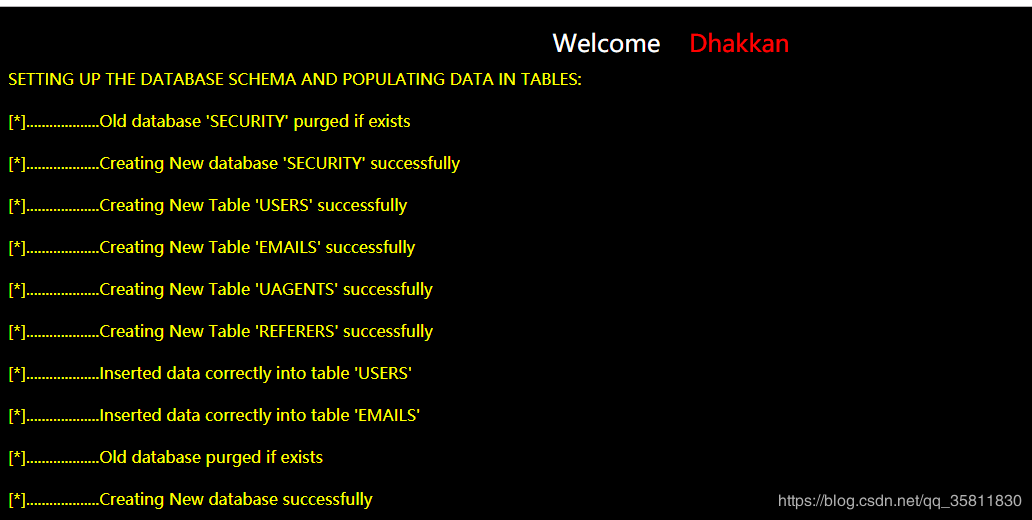 Welcome Dhakkan
SETTING UP THE DATABASE SCHEMA AND POPULATING DATA IN TABLES:
[*]...................Old database 'SECURITY' purged if exists
[*]...................Creating New database 'SECURITY' successfully
[*]...................Creating New Table 'USERS' successfully
[*]...................Creating New Table 'EMAILS' successfully
[*]...................Creating New Table 'UAGENTS' successfully
[*]...................Creating New Table 'REFERERS' successfully
[*]...................Inserted data correctly into table 'USERS'
[*]...................Inserted data correctly into table 'EMAILS'
[*]...................Old database purged if exists
[*]...................Creating New database successfully
https://blog.csdn.net/qq_35811830